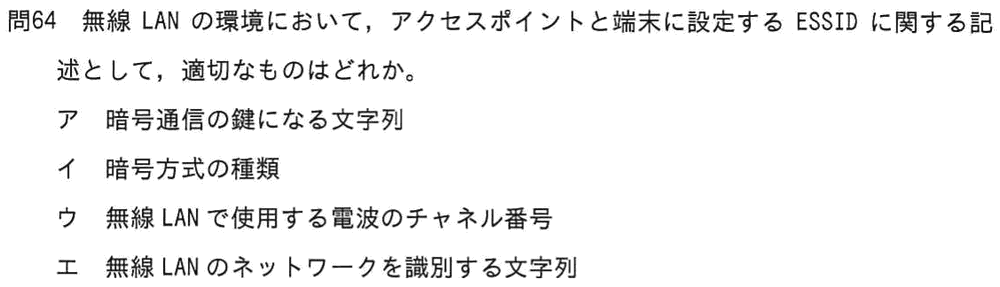 問64 無線 LAN の環境において，アクセスポイントと端末に設定する ESSID に関する記
述として，適切なものはどれか。
ア 暗号通信の鍵になる文字列
イ 暗号方式の種類
ウ 無線 LAN で使用する電波のチャネル番号
エ 無線 LAN のネットワークを識別する文字列